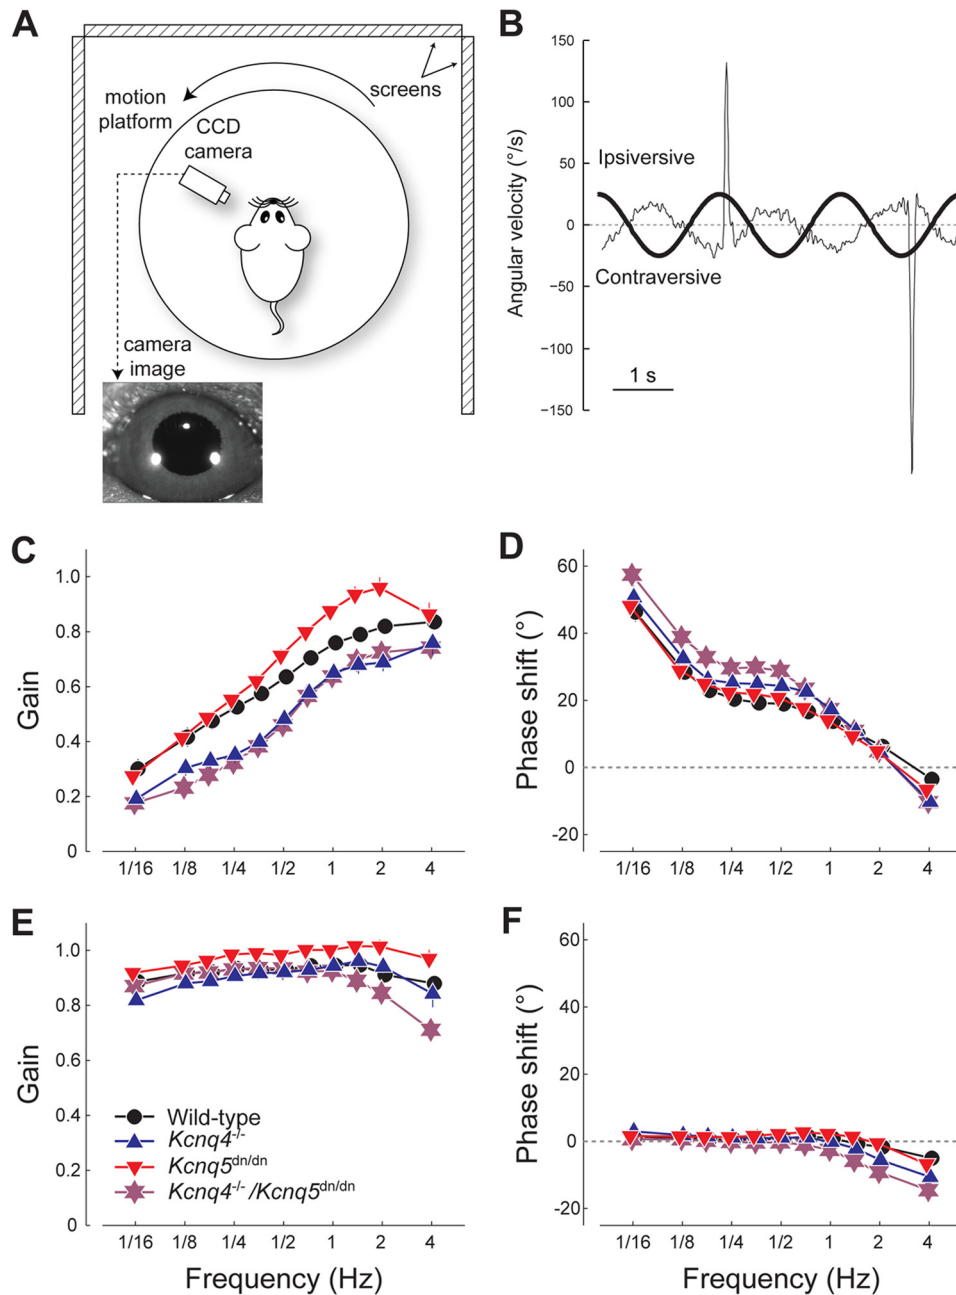 A
screens
motion
platform
CCD
camera
camera
image
B
Angular velocity (°/s)
150
100
50
0
−50
−100
−150
Ipsiversive
Contraversive
1 s
C
Gain
1.0
0.8
0.6
0.4
0.2
0
1/16 1/8 1/4 1/2 1 2 4
D
Phase shift (°)
60
40
20
0
-20
1/16 1/8 1/4 1/2 1 2 4
E
Gain
1.0
0.8
0.6
0.4
0.2
0
Wild-type
Kcnq4-/-
Kcnq5dn/dn
Kcnq4-/- /Kcnq5dn/dn
1/16 1/8 1/4 1/2 1 2 4
Frequency (Hz)
F
Phase shift (°)
60
40
20
0
-20
1/16 1/8 1/4 1/2 1 2 4
Frequency (Hz)